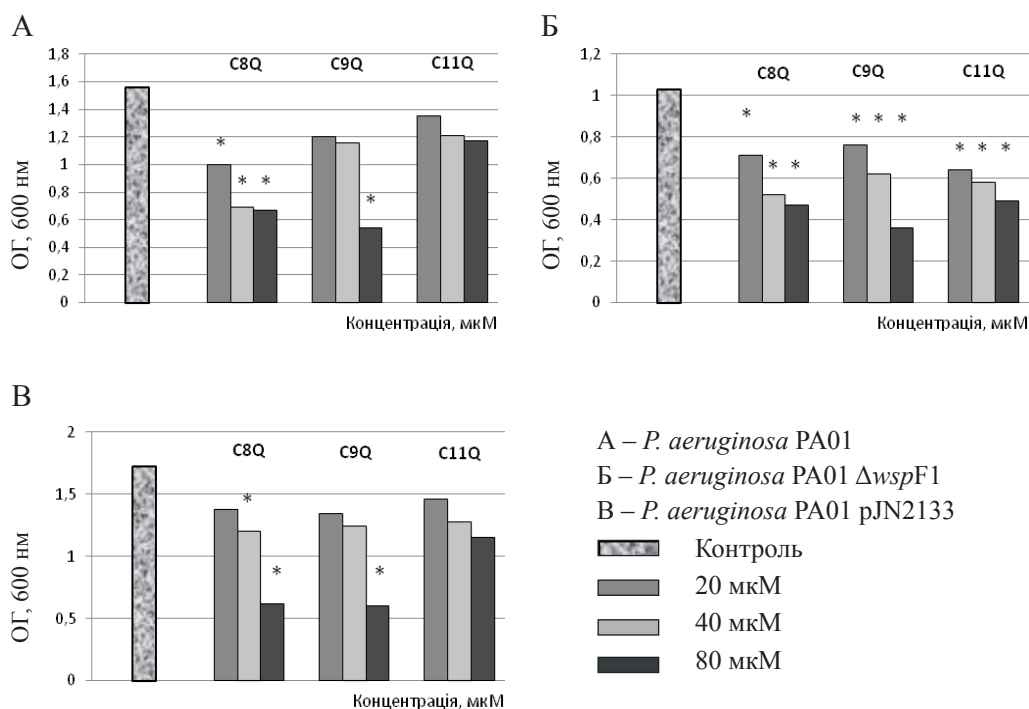 А
ОГ, 600 нм
1,8
1,6
1,4
1,2
1
0,8
0,6
0,4
0,2
0
C8Q
C9Q
C11Q
*
* *
*
Концентрація, мкМ
Б
ОГ, 600 нм
1,2
1
0,8
0,6
0,4
0,2
0
C8Q
C9Q
C11Q
*
* *
* * *
* * *
Концентрація, мкМ
В
ОГ, 600 нм
2
1,5
1
0,5
0
C8Q
C9Q
C11Q
*
*
*
Концентрація, мкМ
А – P. aeruginosa PA01
Б – P. aeruginosa PA01 ΔwspF1
В – P. aeruginosa PA01 pJN2133
Контроль
20 мкМ
40 мкМ
80 мкМ